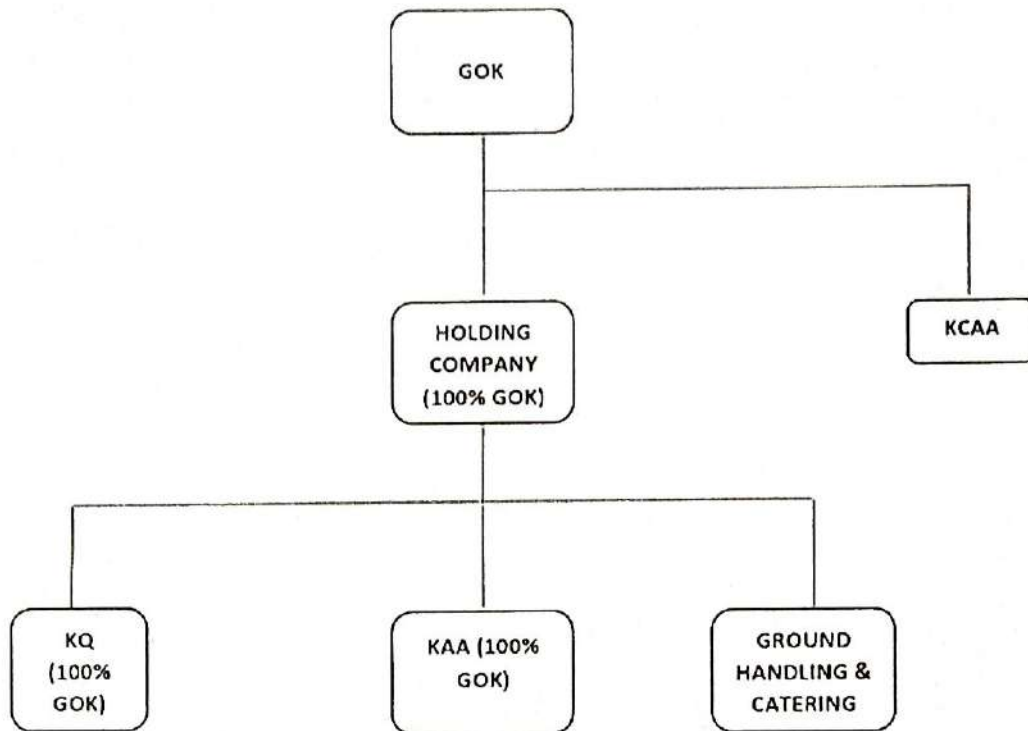 GOK
HOLDING
COMPANY
(100% GOK)
KCAA
KQ
(100%
GOK)
KAA (100%
GOK)
GROUND
HANDLING &
CATERING